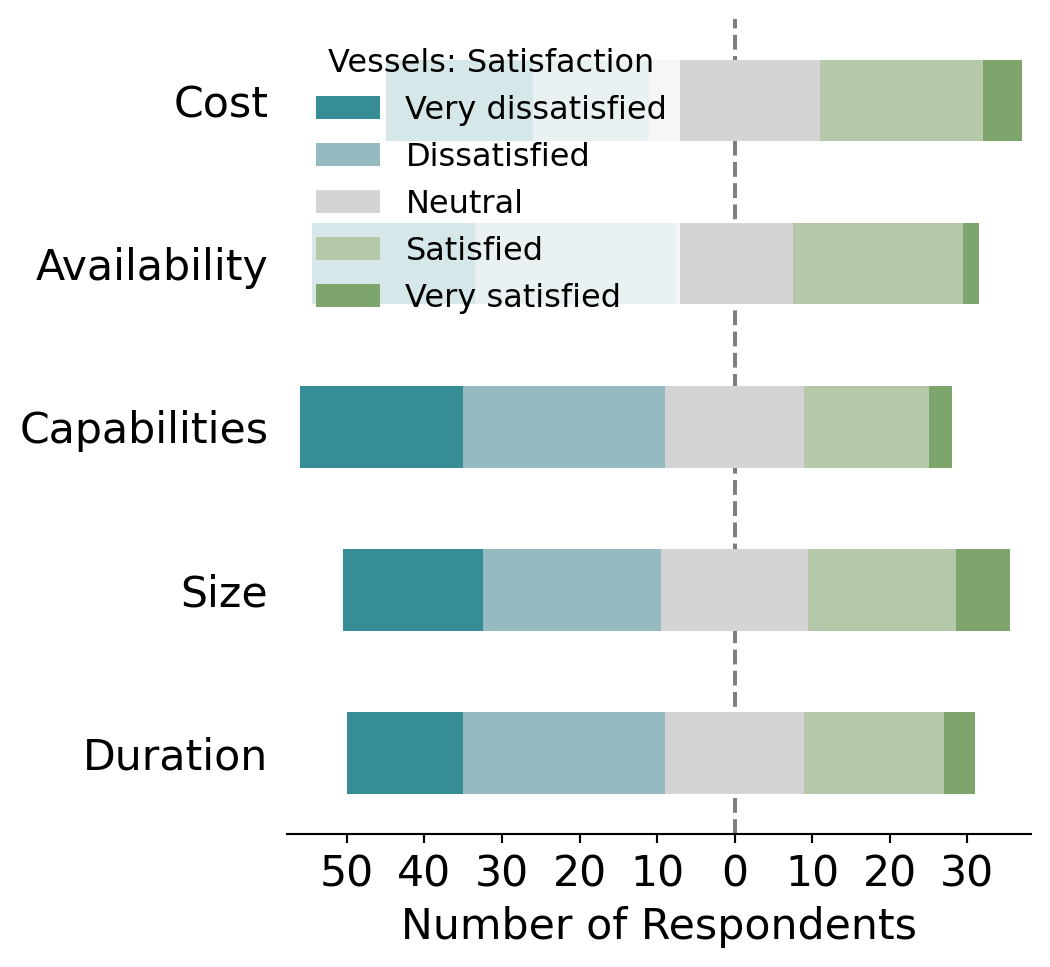 Vessels: Satisfaction
Cost
Very dissatisfied
Dissatisfied
Neutral
Satisfied
Availability
Very satisfied
Capabilities
Size
Duration
50 40 30 20 10 0 10 20 30
Number of Respondents